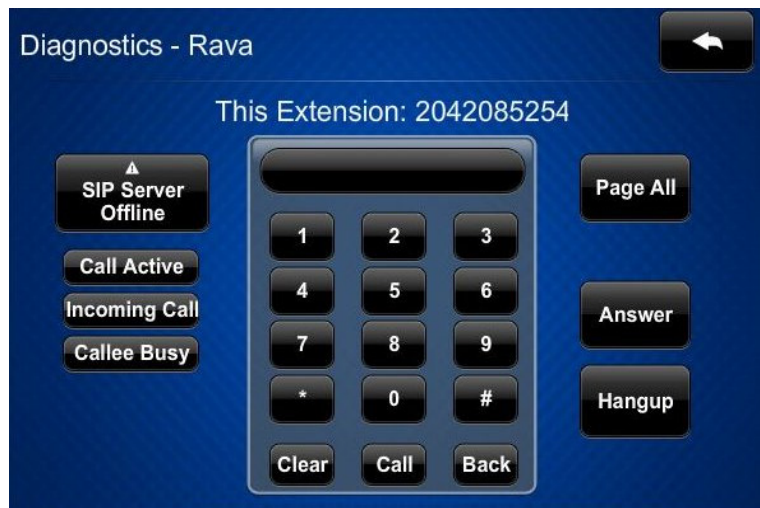 Diagnostics - Rava
This Extension: 2042085254
SIP Server
Offline
Call Active
Incoming Call
Callee Busy
1 2 3
4 5 6
7 8 9
* 0 #
Clear Call Back
Page All
Answer
Hangup